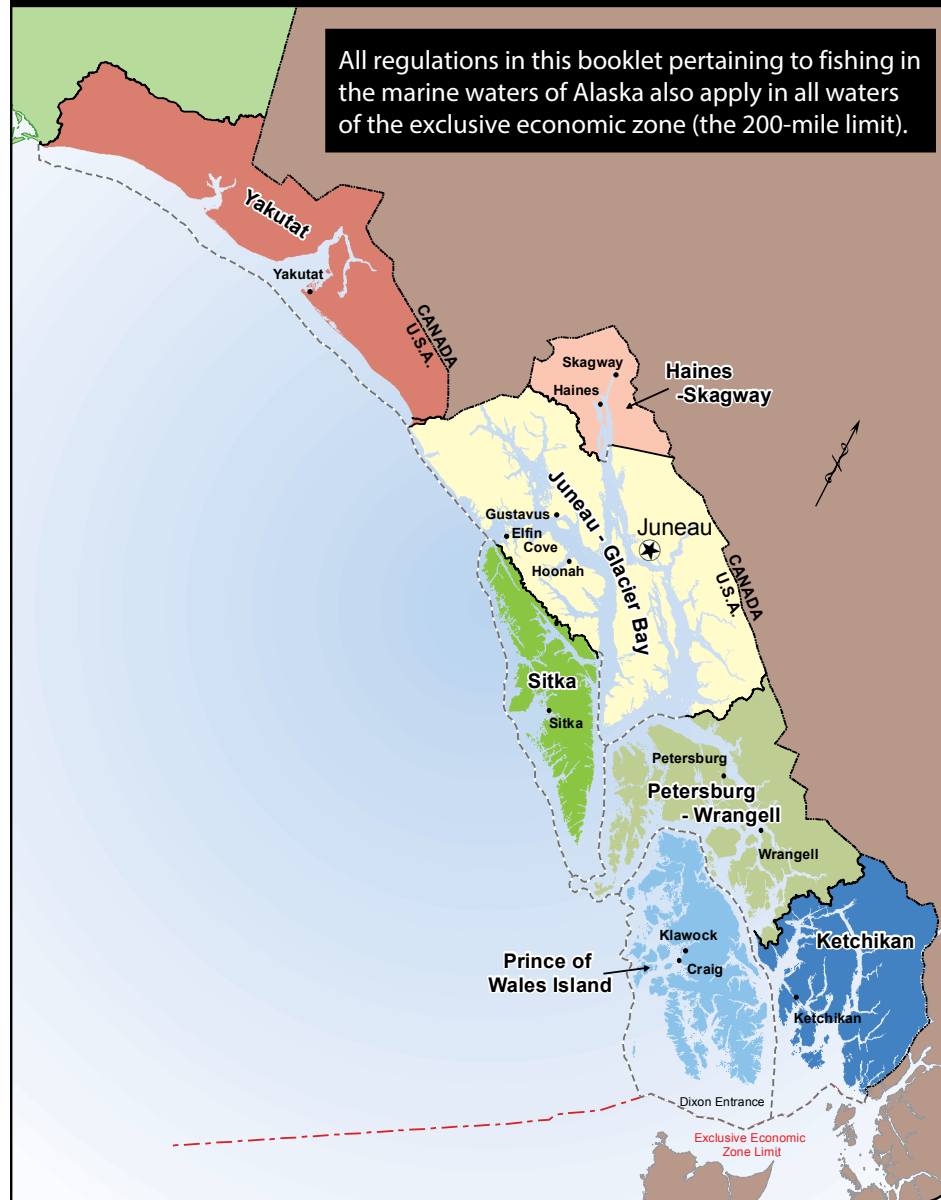 All regulations in this booklet pertaining to fishing in
the marine waters of Alaska also apply in all waters
of the exclusive economic zone (the 200-mile limit).
Yakutat
Yakutat
CANADA
U.S.A.
Skagway
Haines
Haines
-Skagway
Juneau - Glacier Bay
Gustavus
Elfin
Cove
Hoonah
Juneau
CANADA
U.S.A.
Sitka
Sitka
Petersburg
Petersburg
- Wrangell
Wrangell
Klawock
Craig
Prince of
Wales Island
Ketchikan
Ketchikan
Dixon Entrance
Exclusive Economic
Zone Limit